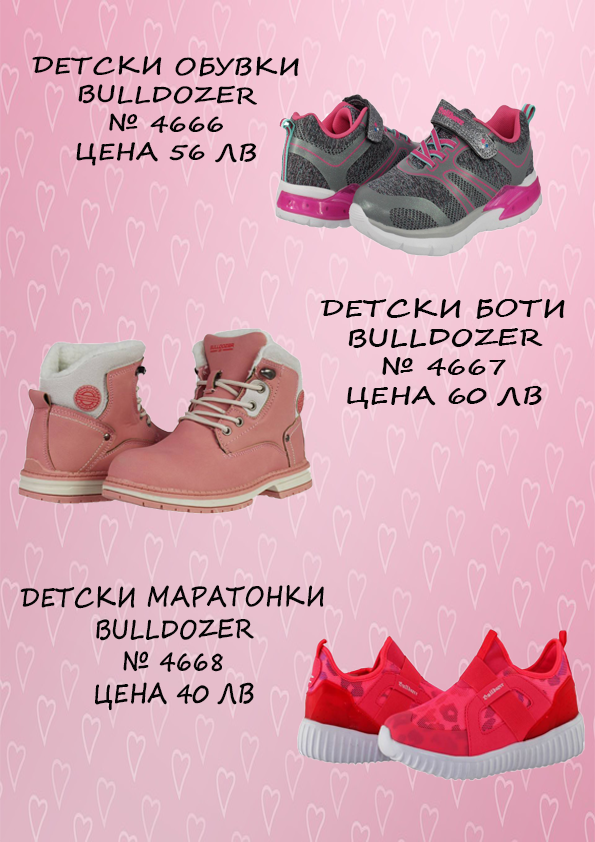 ДЕТСКИ ОБУВКИ
BULLDOZER
№ 4666
ЦЕНА 56 ЛВ
ДЕТСКИ БОТИ
BULLDOZER
№ 4667
ЦЕНА 60 ЛВ
ДЕТСКИ МАРАТОНКИ
BULLDOZER
№ 4668
ЦЕНА 40 ЛВ